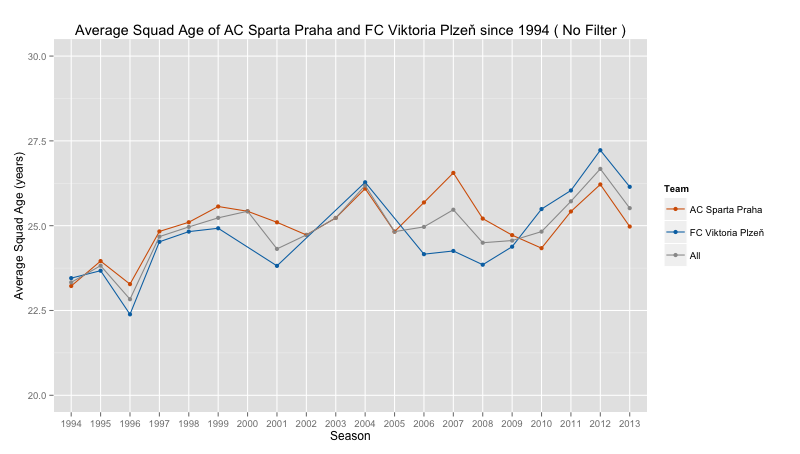 Average Squad Age of AC Sparta Praha and FC Viktoria Plzeň since 1994 ( No Filter )
30.0
27.5
25.0
22.5
20.0
Average Squad Age (years)
1994 1995 1996 1997 1998 1999 2000 2001 2002 2003 2004 2005 2006 2007 2008 2009 2010 2011 2012 2013
Season
Team
AC Sparta Praha
FC Viktoria Plzeň
All